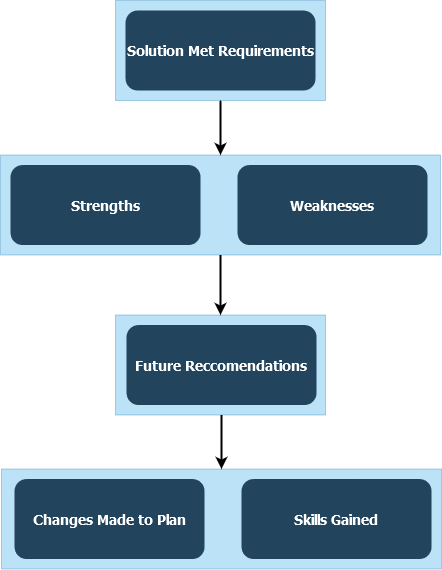 Solution Met Requirements
Strengths
Weaknesses
Future Reccomendations
Changes Made to Plan
Skills Gained